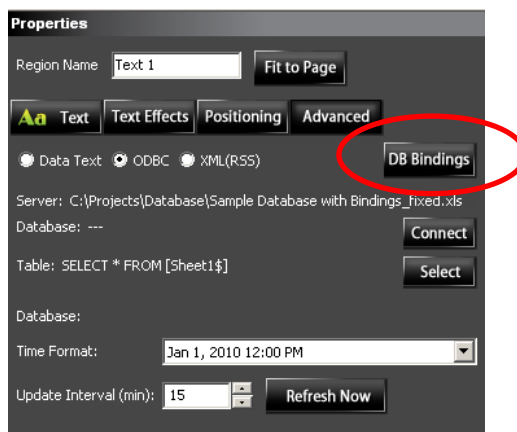 Properties
Region Name Text 1 Fit to Page
Aa Text Text Effects Positioning Advanced
Data Text ODBC XML(RSS) DB Bindings
Server: C:\Projects\Database\Sample Database with Bindings_fixed.xls
Database: --- Connect
Table: SELECT * FROM [Sheet1$] Select
Database:
Time Format: Jan 1, 2010 12:00 PM
Update Interval (min): 15 Refresh Now